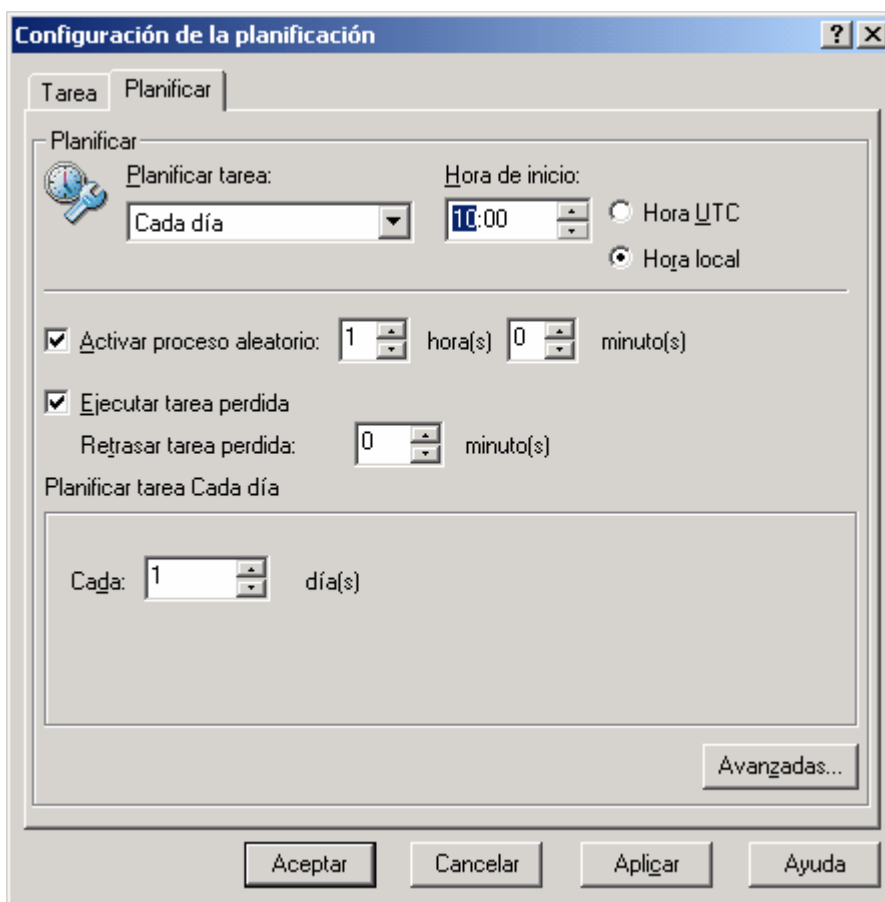 Configuración de la planificación
Tarea Planificar
Planificar
Planificar tarea: Hora de inicio:
Cada día 10:00 Hora UTC
Hora local
Activar proceso aleatorio: 1 hora(s) 0 minuto(s)
Ejecutar tarea perdida
Retrasar tarea perdida: 0 minuto(s)
Planificar tarea Cada día
Cada: 1 día(s)
Avanzadas...
Aceptar Cancelar Aplicar Ayuda